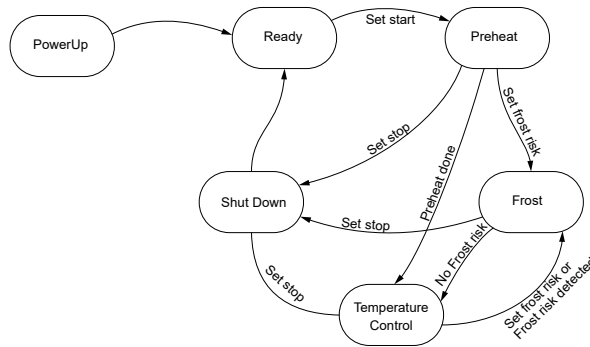 PowerUp
Ready
Set start
Preheat
Set frost risk
Set stop
Preheat done
Shut Down
Frost
Set stop
No Frost risk
Set stop
Temperature
Control
Set frost risk or
Frost risk detected